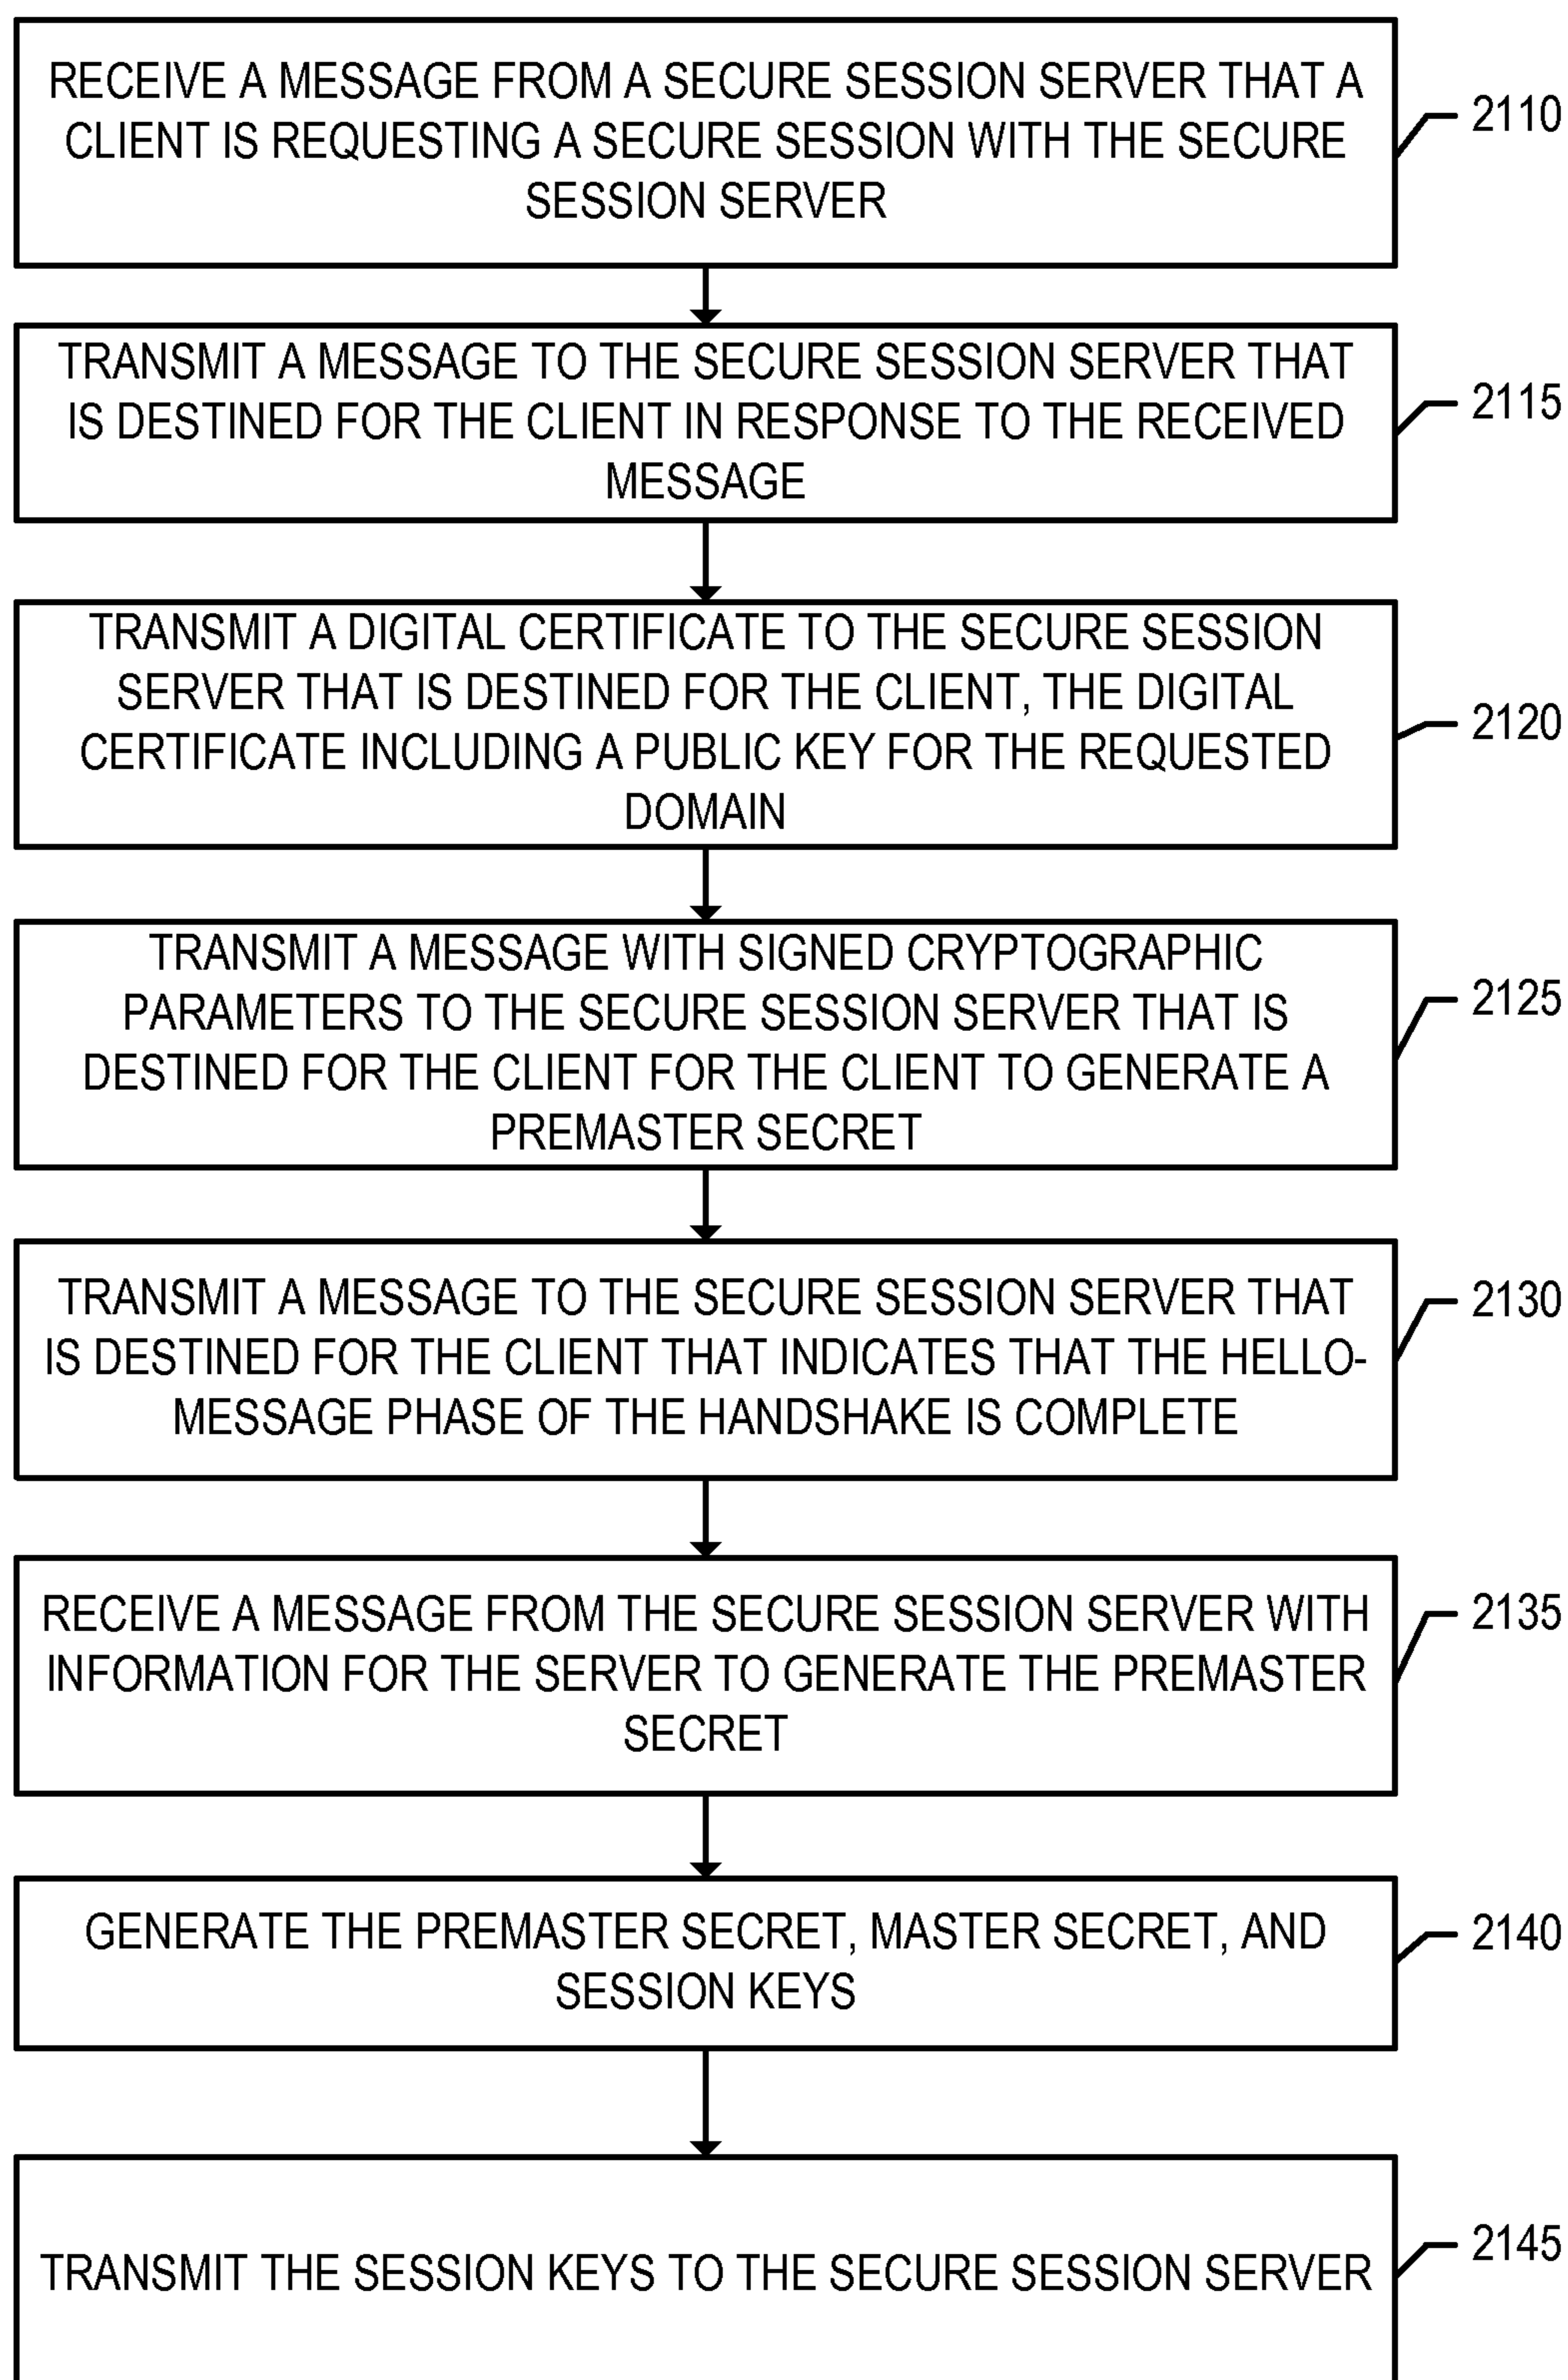 RECEIVE A MESSAGE FROM A SECURE SESSION SERVER THAT A
CLIENT IS REQUESTING A SECURE SESSION WITH THE SECURE
SESSION SERVER
2110
TRANSMIT A MESSAGE TO THE SECURE SESSION SERVER THAT
IS DESTINED FOR THE CLIENT IN RESPONSE TO THE RECEIVED
MESSAGE
2115
TRANSMIT A DIGITAL CERTIFICATE TO THE SECURE SESSION
SERVER THAT IS DESTINED FOR THE CLIENT, THE DIGITAL
CERTIFICATE INCLUDING A PUBLIC KEY FOR THE REQUESTED
DOMAIN
2120
TRANSMIT A MESSAGE WITH SIGNED CRYPTOGRAPHIC
PARAMETERS TO THE SECURE SESSION SERVER THAT IS
DESTINED FOR THE CLIENT FOR THE CLIENT TO GENERATE A
PREMASTER SECRET
2125
TRANSMIT A MESSAGE TO THE SECURE SESSION SERVER THAT
IS DESTINED FOR THE CLIENT THAT INDICATES THAT THE HELLO-
MESSAGE PHASE OF THE HANDSHAKE IS COMPLETE
2130
RECEIVE A MESSAGE FROM THE SECURE SESSION SERVER WITH
INFORMATION FOR THE SERVER TO GENERATE THE PREMASTER
SECRET
2135
GENERATE THE PREMASTER SECRET, MASTER SECRET, AND
SESSION KEYS
2140
TRANSMIT THE SESSION KEYS TO THE SECURE SESSION SERVER
2145